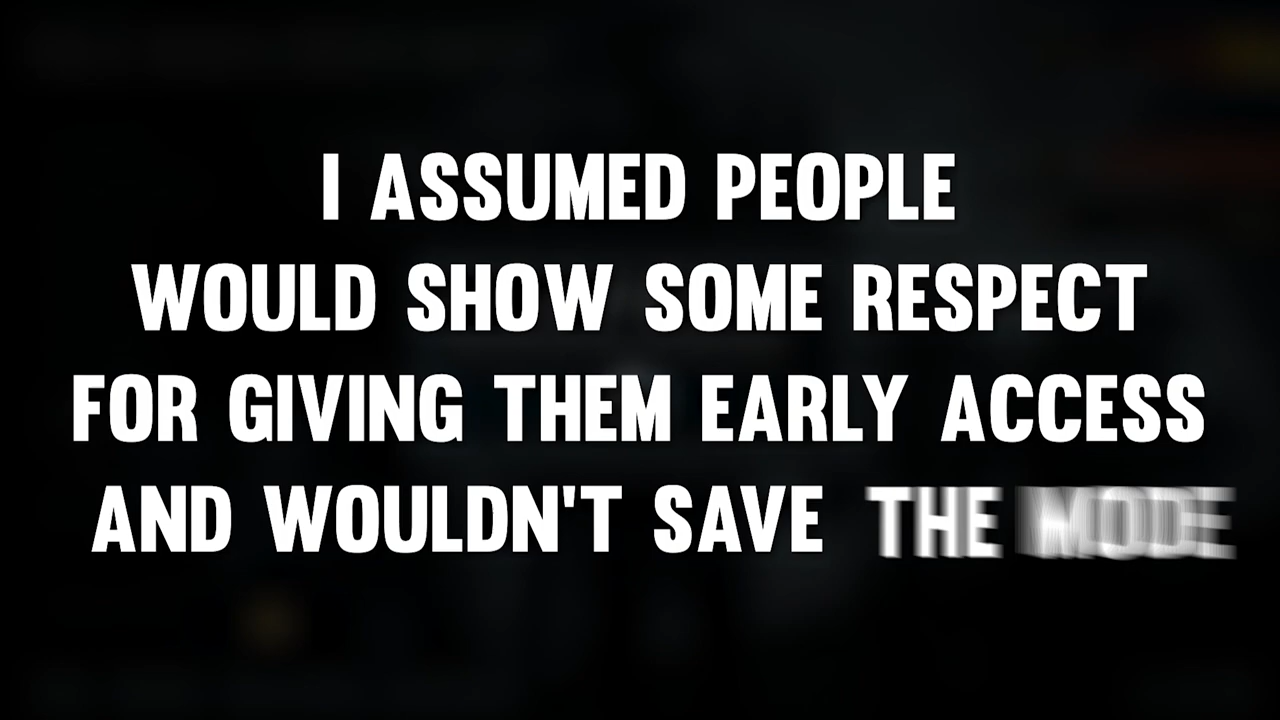 I ASSUMED PEOPLE
WOULD SHOW SOME RESPECT
FOR GIVING THEM EARLY ACCESS
AND WOULDN'T SAVE THE